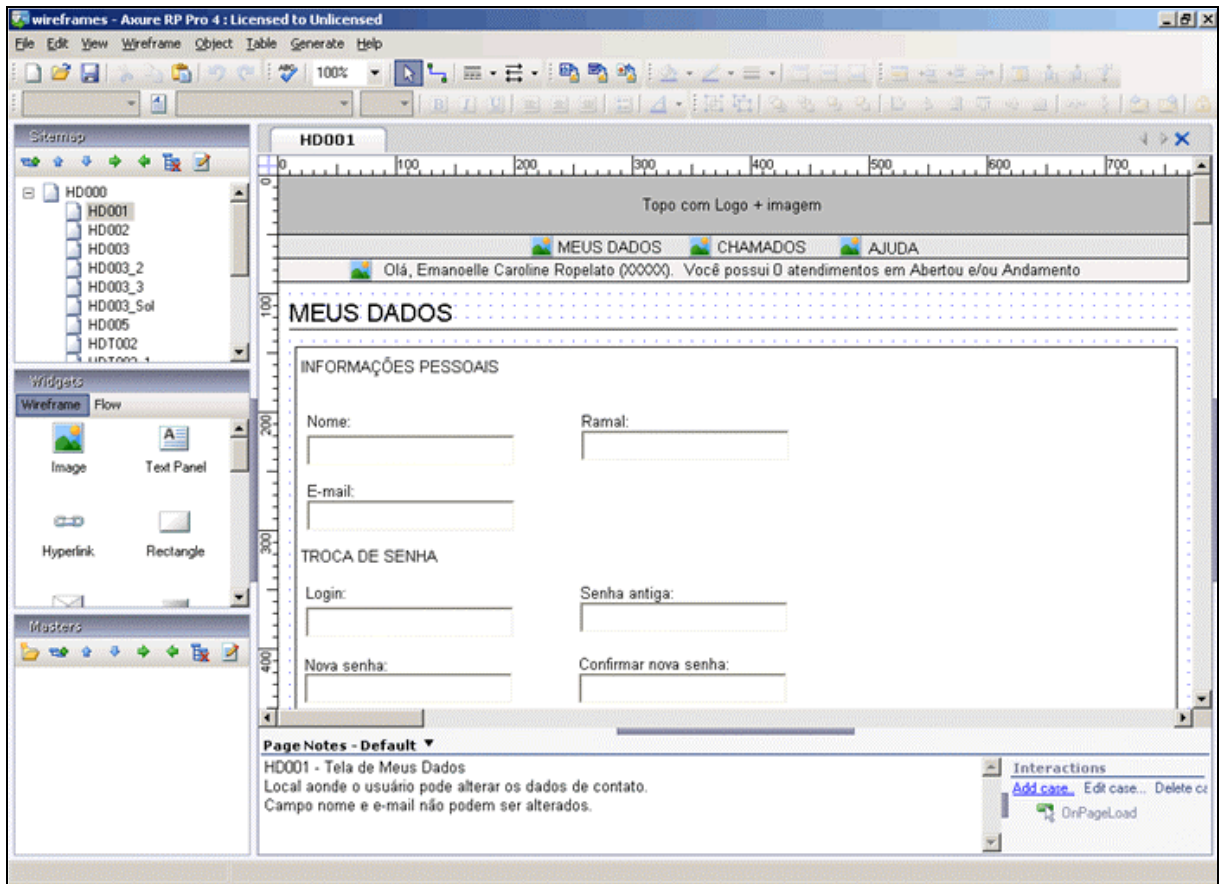 wireframes - Axure RP Pro 4 : Licensed to Unlicensed
File Edit View Wireframe Object Table Generate Help
100%
Sitemap
HD000
HD001
HD002
HD003
HD003_2
HD003_3
HD003_Sol
HD005
HDT002
HDT002_1
Widgets
Wireframe Flow
Image Text Panel
Hyperlink Rectangle
Masters
HD001
0 100 200 300 400 500 600 700
0
100
200
300
400
Topo com Logo + imagem
MEUS DADOS CHAMADOS AJUDA
Olá, Emanoelle Caroline Ropelato (XXXXX). Você possui 0 atendimentos em Abertou e/ou Andamento
MEUS DADOS
INFORMAÇÕES PESSOAIS
Nome: Ramal:
E-mail:
TROCA DE SENHA
Login: Senha antiga:
Nova senha: Confirmar nova senha:
Page Notes - Default
HD001 - Tela de Meus Dados
Local aonde o usuário pode alterar os dados de contato.
Campo nome e e-mail não podem ser alterados.
Interactions
Add case.. Edit case... Delete ca
OnPageLoad